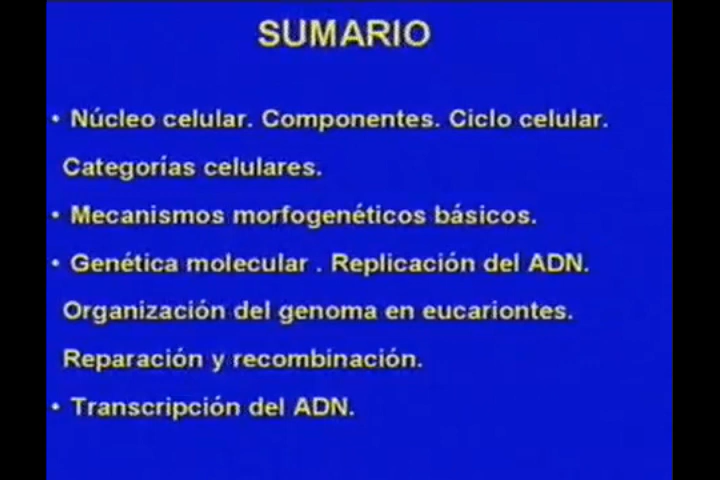 SUMARIO
• Núcleo celular. Componentes. Ciclo celular.
Categorías celulares.
• Mecanismos morfogenéticos básicos.
• Genética molecular . Replicación del ADN.
Organización del genoma en eucariontes.
Reparación y recombinación.
• Transcripción del ADN.